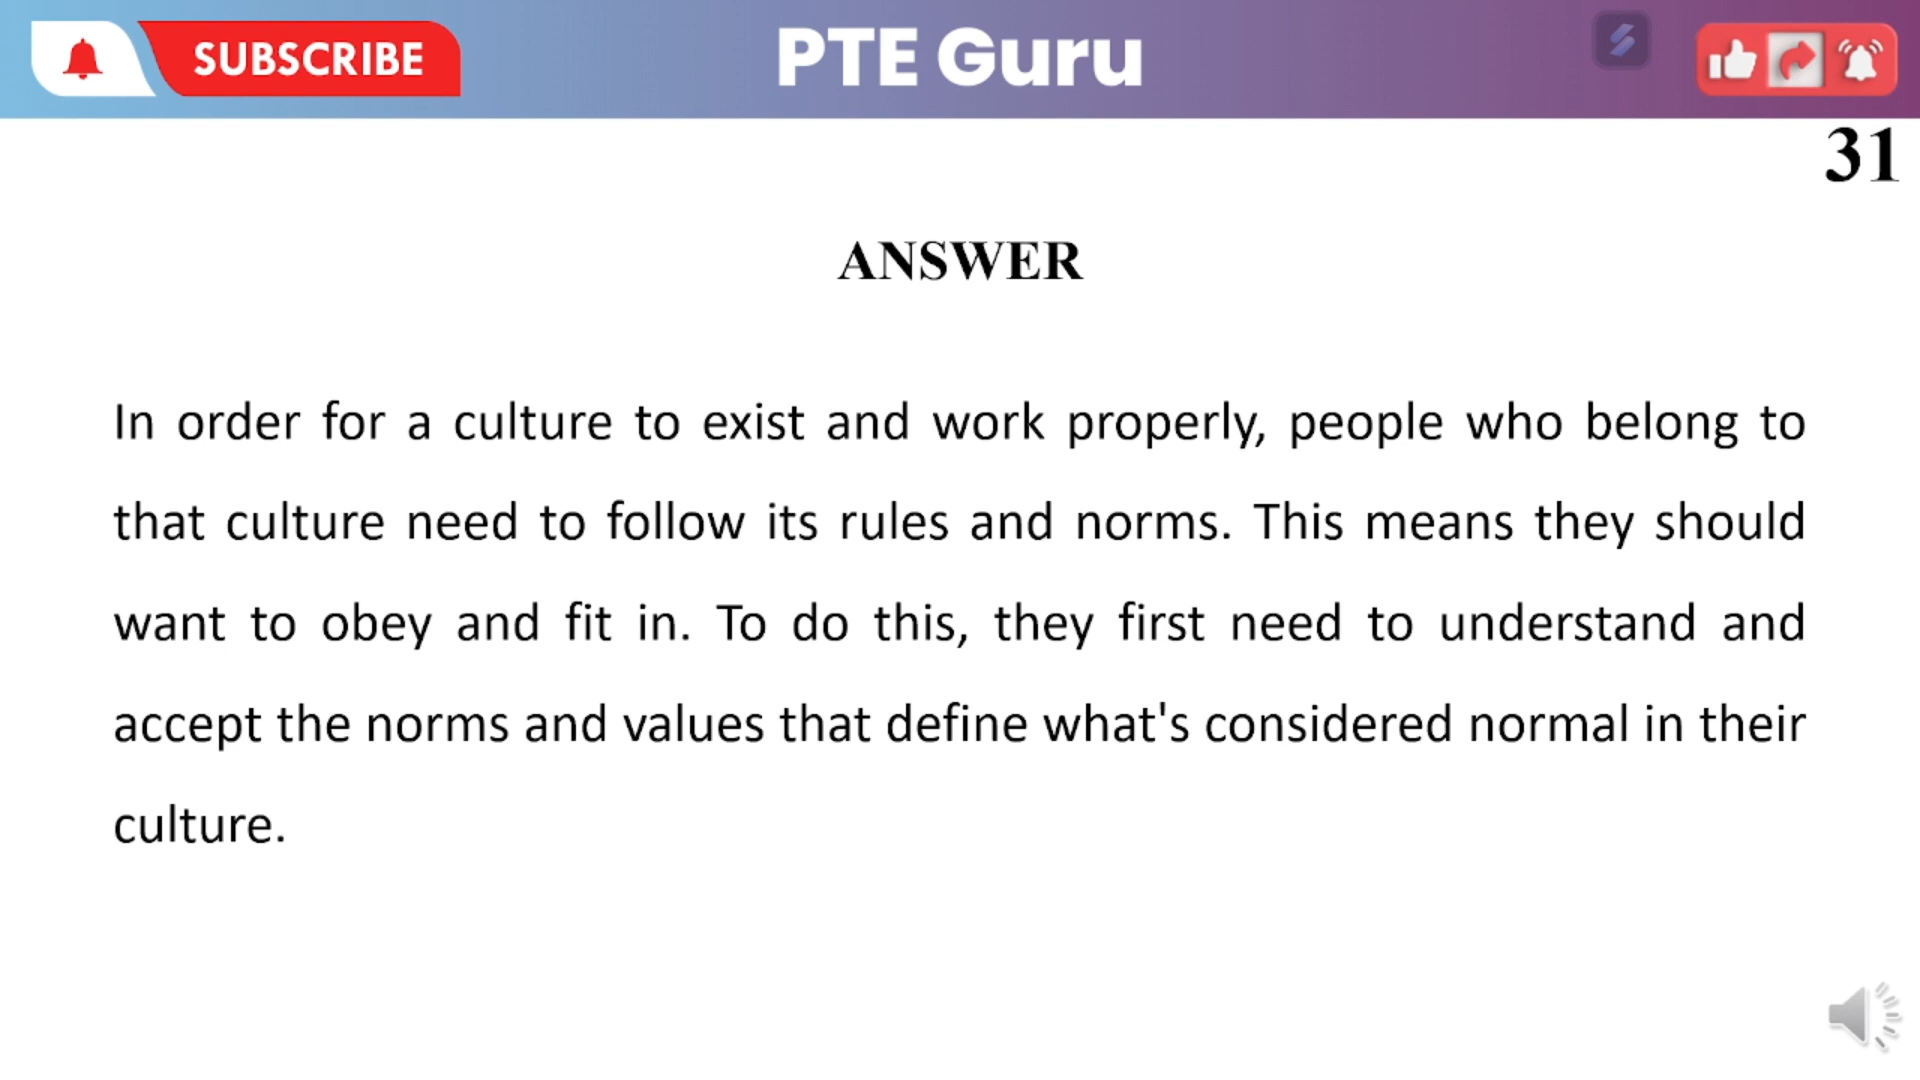 SUBSCRIBE
PTE Guru
31
ANSWER
In order for a culture to exist and work properly, people who belong to
that culture need to follow its rules and norms. This means they should
want to obey and fit in. To do this, they first need to understand and
accept the norms and values that define what's considered normal in their
culture.